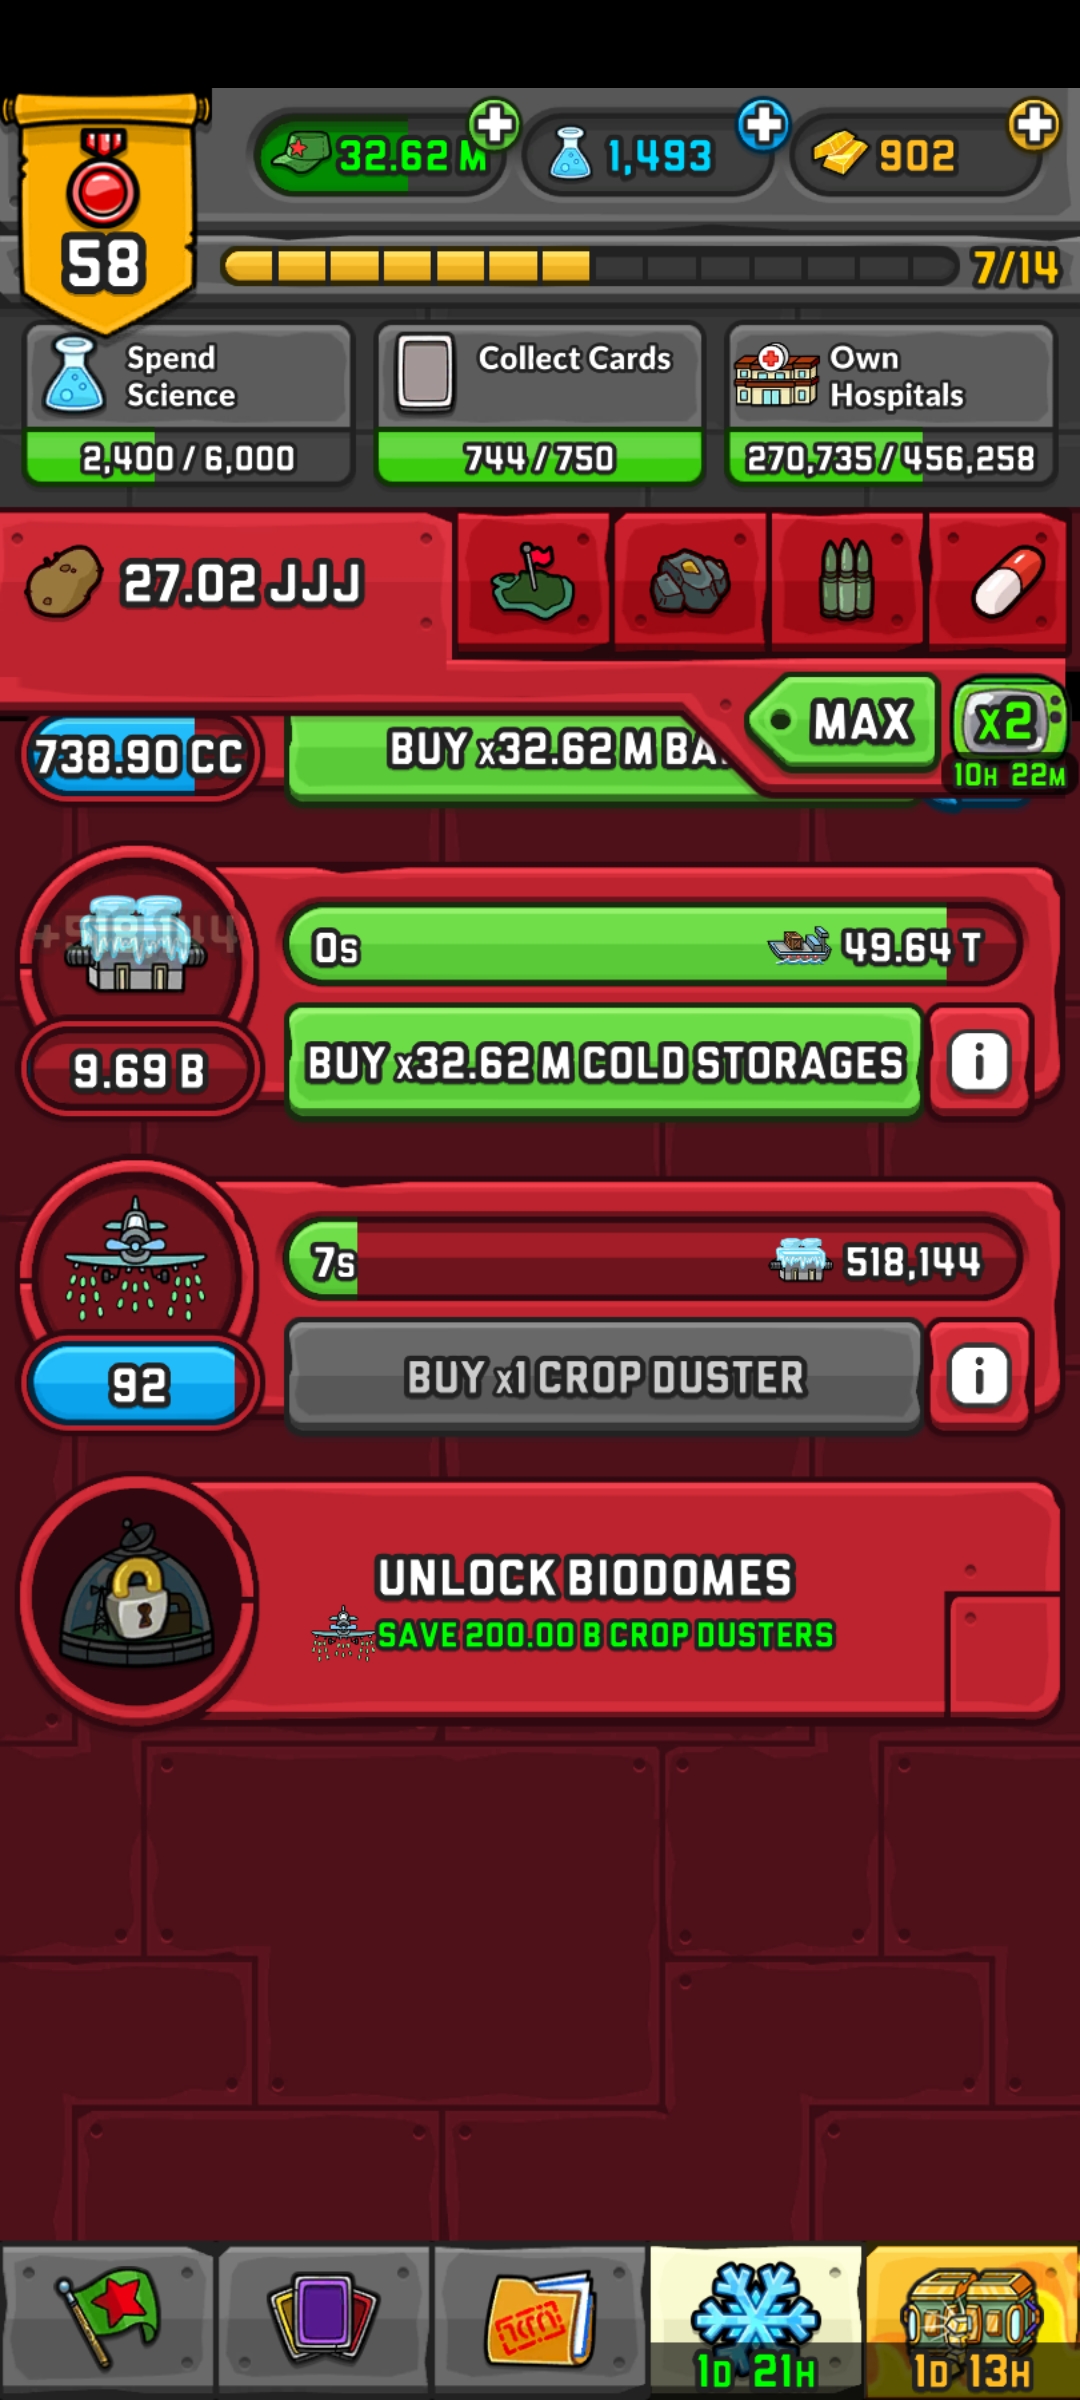 32.62 M
1,493
902
58
7/14
Spend
Science
2,400 / 6,000
Collect Cards
744 / 750
Own
Hospitals
270,735 / 456,258
27.02 JJJ
MAX
x2
10H 22M
738.90 CC
BUY x32.62 M BA
0s
49.64 T
9.69 B
BUY x32.62 M COLD STORAGES
i
7s
518,144
92
BUY x1 CROP DUSTER
i
UNLOCK BIODOMES
SAVE 200.00 B CROP DUSTERS
1D 21H
1D 13H